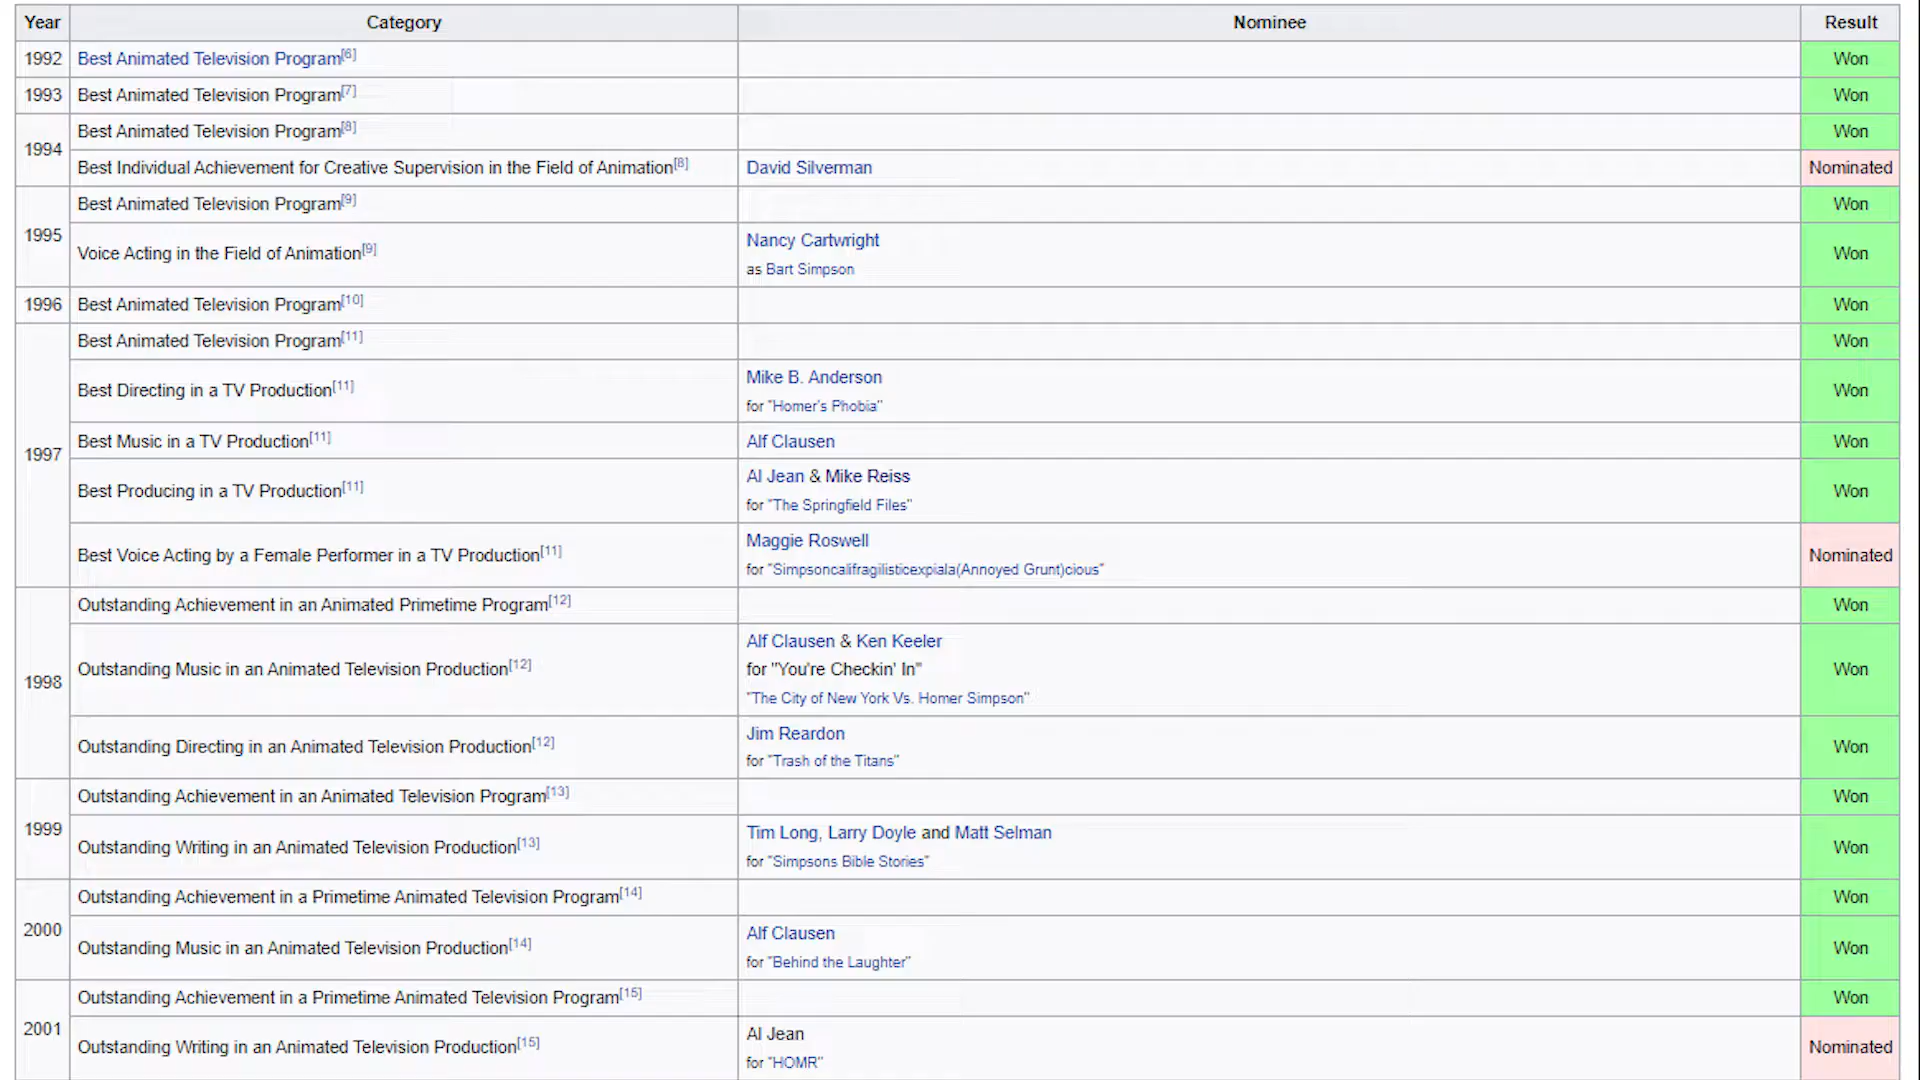 Year Category Nominee Result
1992 Best Animated Television Program[6] Won
1993 Best Animated Television Program[7] Won
1994 Best Animated Television Program[8] Won
Best Individual Achievement for Creative Supervision in the Field of Animation[8] David Silverman Nominated
1995 Best Animated Television Program[9] Won
Voice Acting in the Field of Animation[9] Nancy Cartwright
as Bart Simpson Won
1996 Best Animated Television Program[10] Won
1997 Best Animated Television Program[11] Won
Best Directing in a TV Production[11] Mike B. Anderson
for "Homer's Phobia" Won
Best Music in a TV Production[11] Alf Clausen Won
Best Producing in a TV Production[11] Al Jean & Mike Reiss
for "The Springfield Files" Won
Best Voice Acting by a Female Performer in a TV Production[11] Maggie Roswell
for "Simpsoncalifragilisticexpiala(Annoyed Grunt)cious" Nominated
1998 Outstanding Achievement in an Animated Primetime Program[12] Won
Outstanding Music in an Animated Television Production[12] Alf Clausen & Ken Keeler
for "You're Checkin' In"
"The City of New York Vs. Homer Simpson" Won
Outstanding Directing in an Animated Television Production[12] Jim Reardon
for "Trash of the Titans" Won
1999 Outstanding Achievement in an Animated Television Program[13] Won
Outstanding Writing in an Animated Television Production[13] Tim Long, Larry Doyle and Matt Selman
for "Simpsons Bible Stories" Won
2000 Outstanding Achievement in a Primetime Animated Television Program[14] Won
Outstanding Music in an Animated Television Production[14] Alf Clausen
for "Behind the Laughter" Won
2001 Outstanding Achievement in a Primetime Animated Television Program[15] Won
Outstanding Writing in an Animated Television Production[15] Al Jean
for "HOMR" Nominated